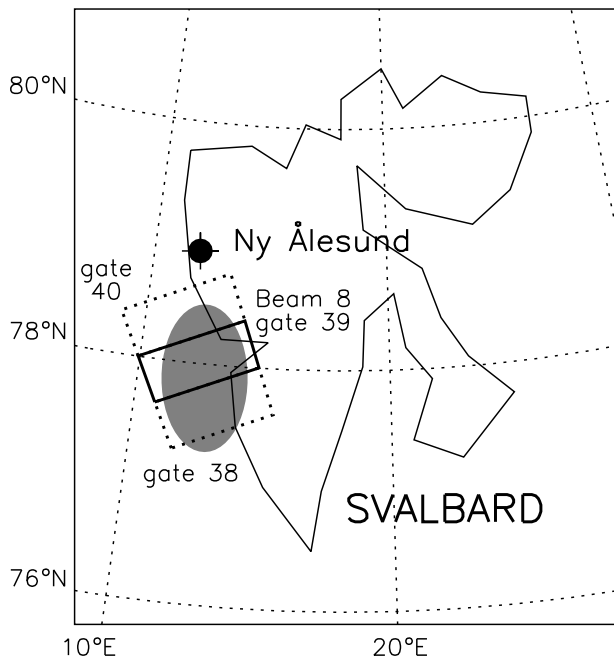 80°N
Ny Ålesund
gate
40
Beam 8
gate 39
78°N
gate 38
SVALBARD
76°N
10°E
20°E